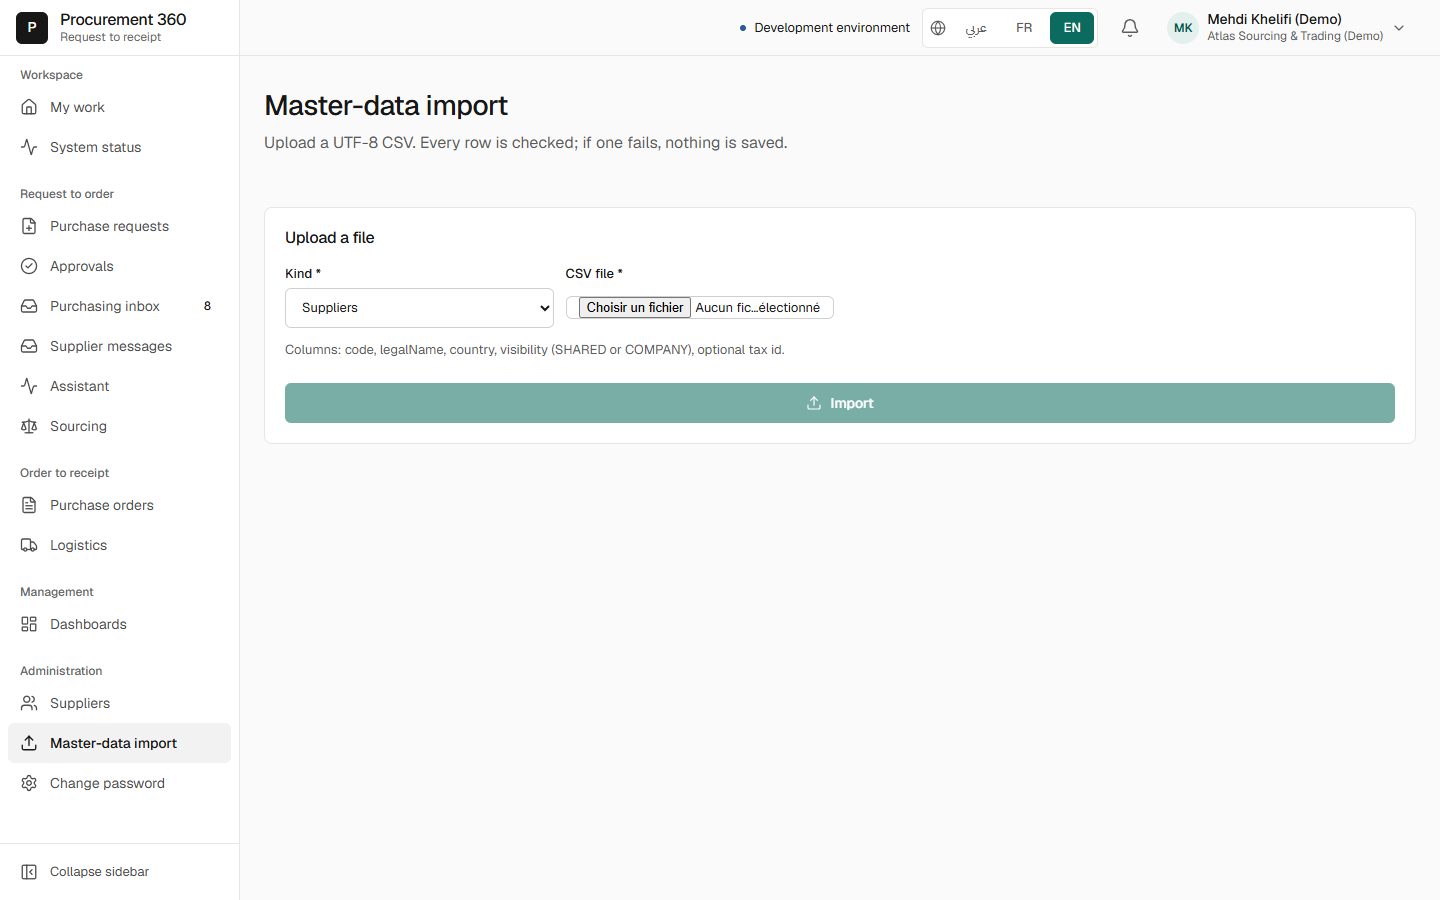 P
Procurement 360
Request to receipt
Development environment
عربي
FR
EN
MK
Mehdi Khelifi (Demo)
Atlas Sourcing & Trading (Demo)
Workspace
My work
System status
Request to order
Purchase requests
Approvals
Purchasing inbox 8
Supplier messages
Assistant
Sourcing
Order to receipt
Purchase orders
Logistics
Management
Dashboards
Administration
Suppliers
Master-data import
Change password
Collapse sidebar
Master-data import
Upload a UTF-8 CSV. Every row is checked; if one fails, nothing is saved.
Upload a file
Kind *
CSV file *
Suppliers
Choisir un fichier Aucun fic...électionné
Columns: code, legalName, country, visibility (SHARED or COMPANY), optional tax id.
Import